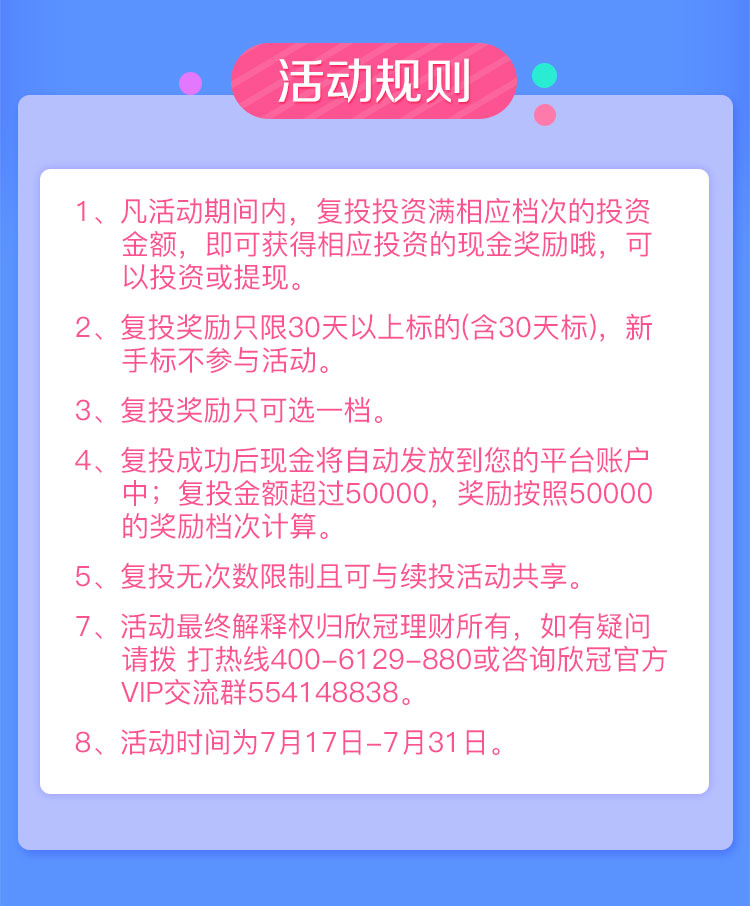 活动规则
1、凡活动期间内，复投投资满相应档次的投资
金额，即可获得相应投资的现金奖励哦，可
以投资或提现。
2、复投奖励只限30天以上标的(含30天标)，新
手标不参与活动。
3、复投奖励只可选一档。
4、复投成功后现金将自动发放到您的平台账户
中；复投金额超过50000，奖励按照50000
的奖励档次计算。
5、复投无次数限制且可与续投活动共享。
7、活动最终解释权归欣冠理财所有，如有疑问
请拨 打热线400-6129-880或咨询欣冠官方
VIP交流群554148838。
8、活动时间为7月17日-7月31日。